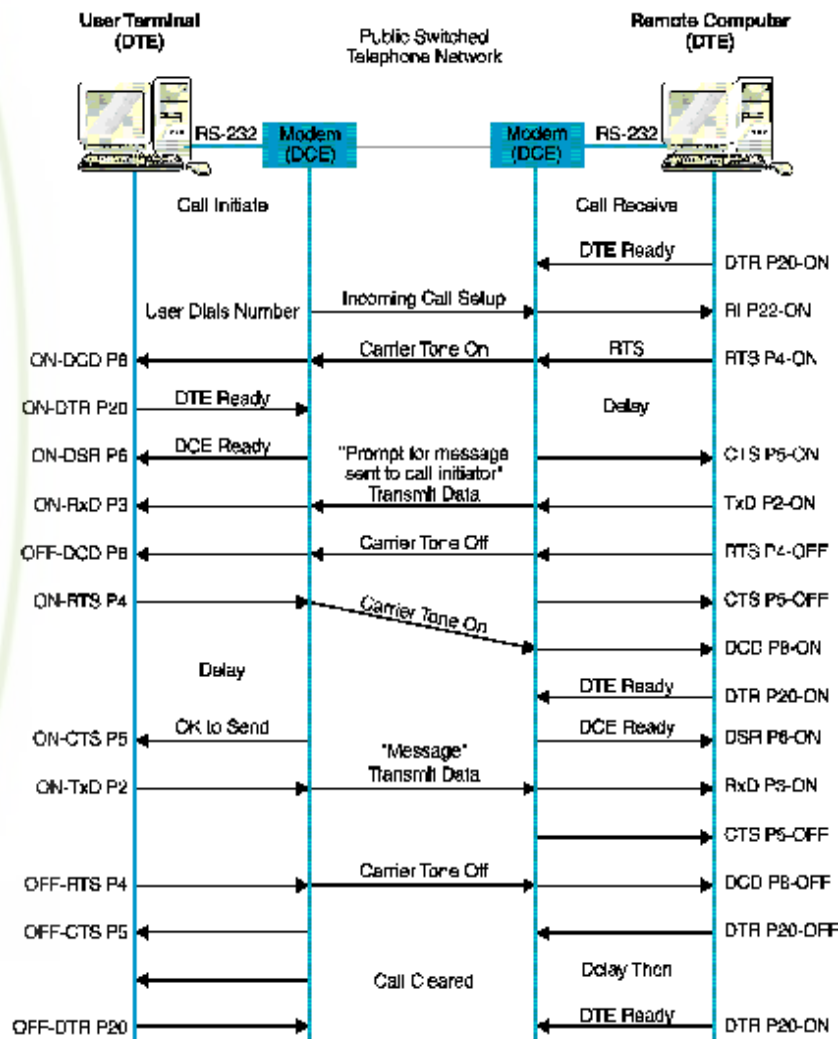 User Terminal
(DTE)
Public Switched
Telephone Network
Remote Computer
(DTE)
RS-232
Modem
(DCE)
Modem
(DCE)
RS-232
Call Initiate
Call Receive
DTE Ready
DTR P20-ON
User Dials Number
Incoming Call Setup
RI P22-ON
ON-DCD P8
Carrier Tone On
RTS
RTS P4-ON
ON-DTR P20
DTE Ready
Delay
ON-DSR P6
DCE Ready
"Prompt for message
sent to call initiator"
Transmit Data
CTS P5-ON
ON-RxD P3
TxD P2-ON
OFF-DCD P8
Carrier Tone Off
RTS P4-OFF
ON-RTS P4
Carrier Tone On
CTS P5-OFF
DCD P8-ON
Delay
DTE Ready
DTR P20-ON
ON-CTS P5
OK to Send
DCE Ready
DSR P6-ON
"Message"
Transmit Data
ON-TxD P2
RxD P3-ON
CTS P5-OFF
OFF-RTS P4
Carrier Tone Off
DCD P8-OFF
OFF-CTS P5
DTR P20-OFF
Call Cleared
Delay Then
OFF-DTR P20
DTE Ready
DTR P20-ON